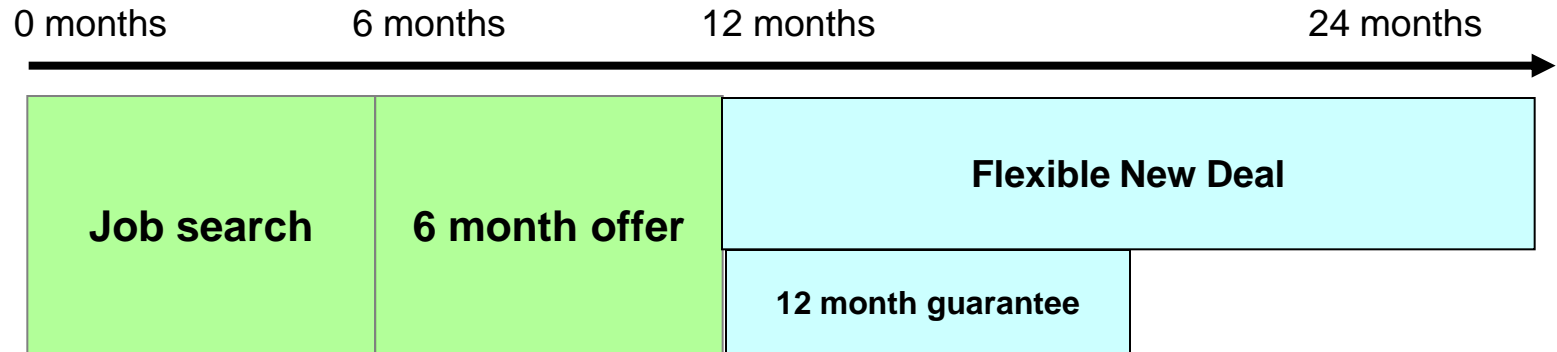 0 months 6 months 12 months 24 months
Flexible New Deal
Job search 6 month offer
12 month guarantee